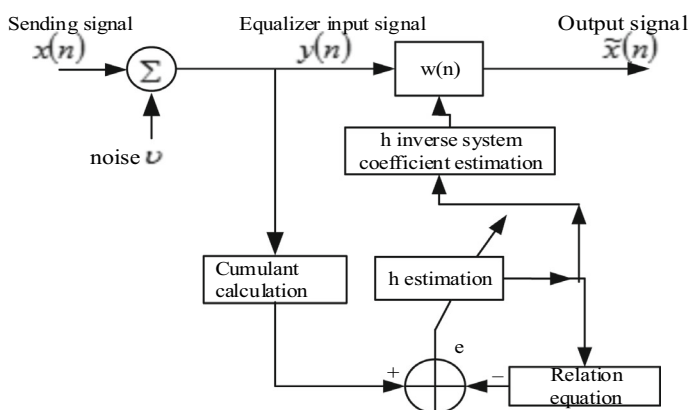 Sending signal
Equalizer input signal
Output signal
x(n)
Σ
y(n)
w(n)
x̃(n)
noise υ
h inverse system
coefficient estimation
Cumulant
calculation
h estimation
e
+
−
Relation
equation